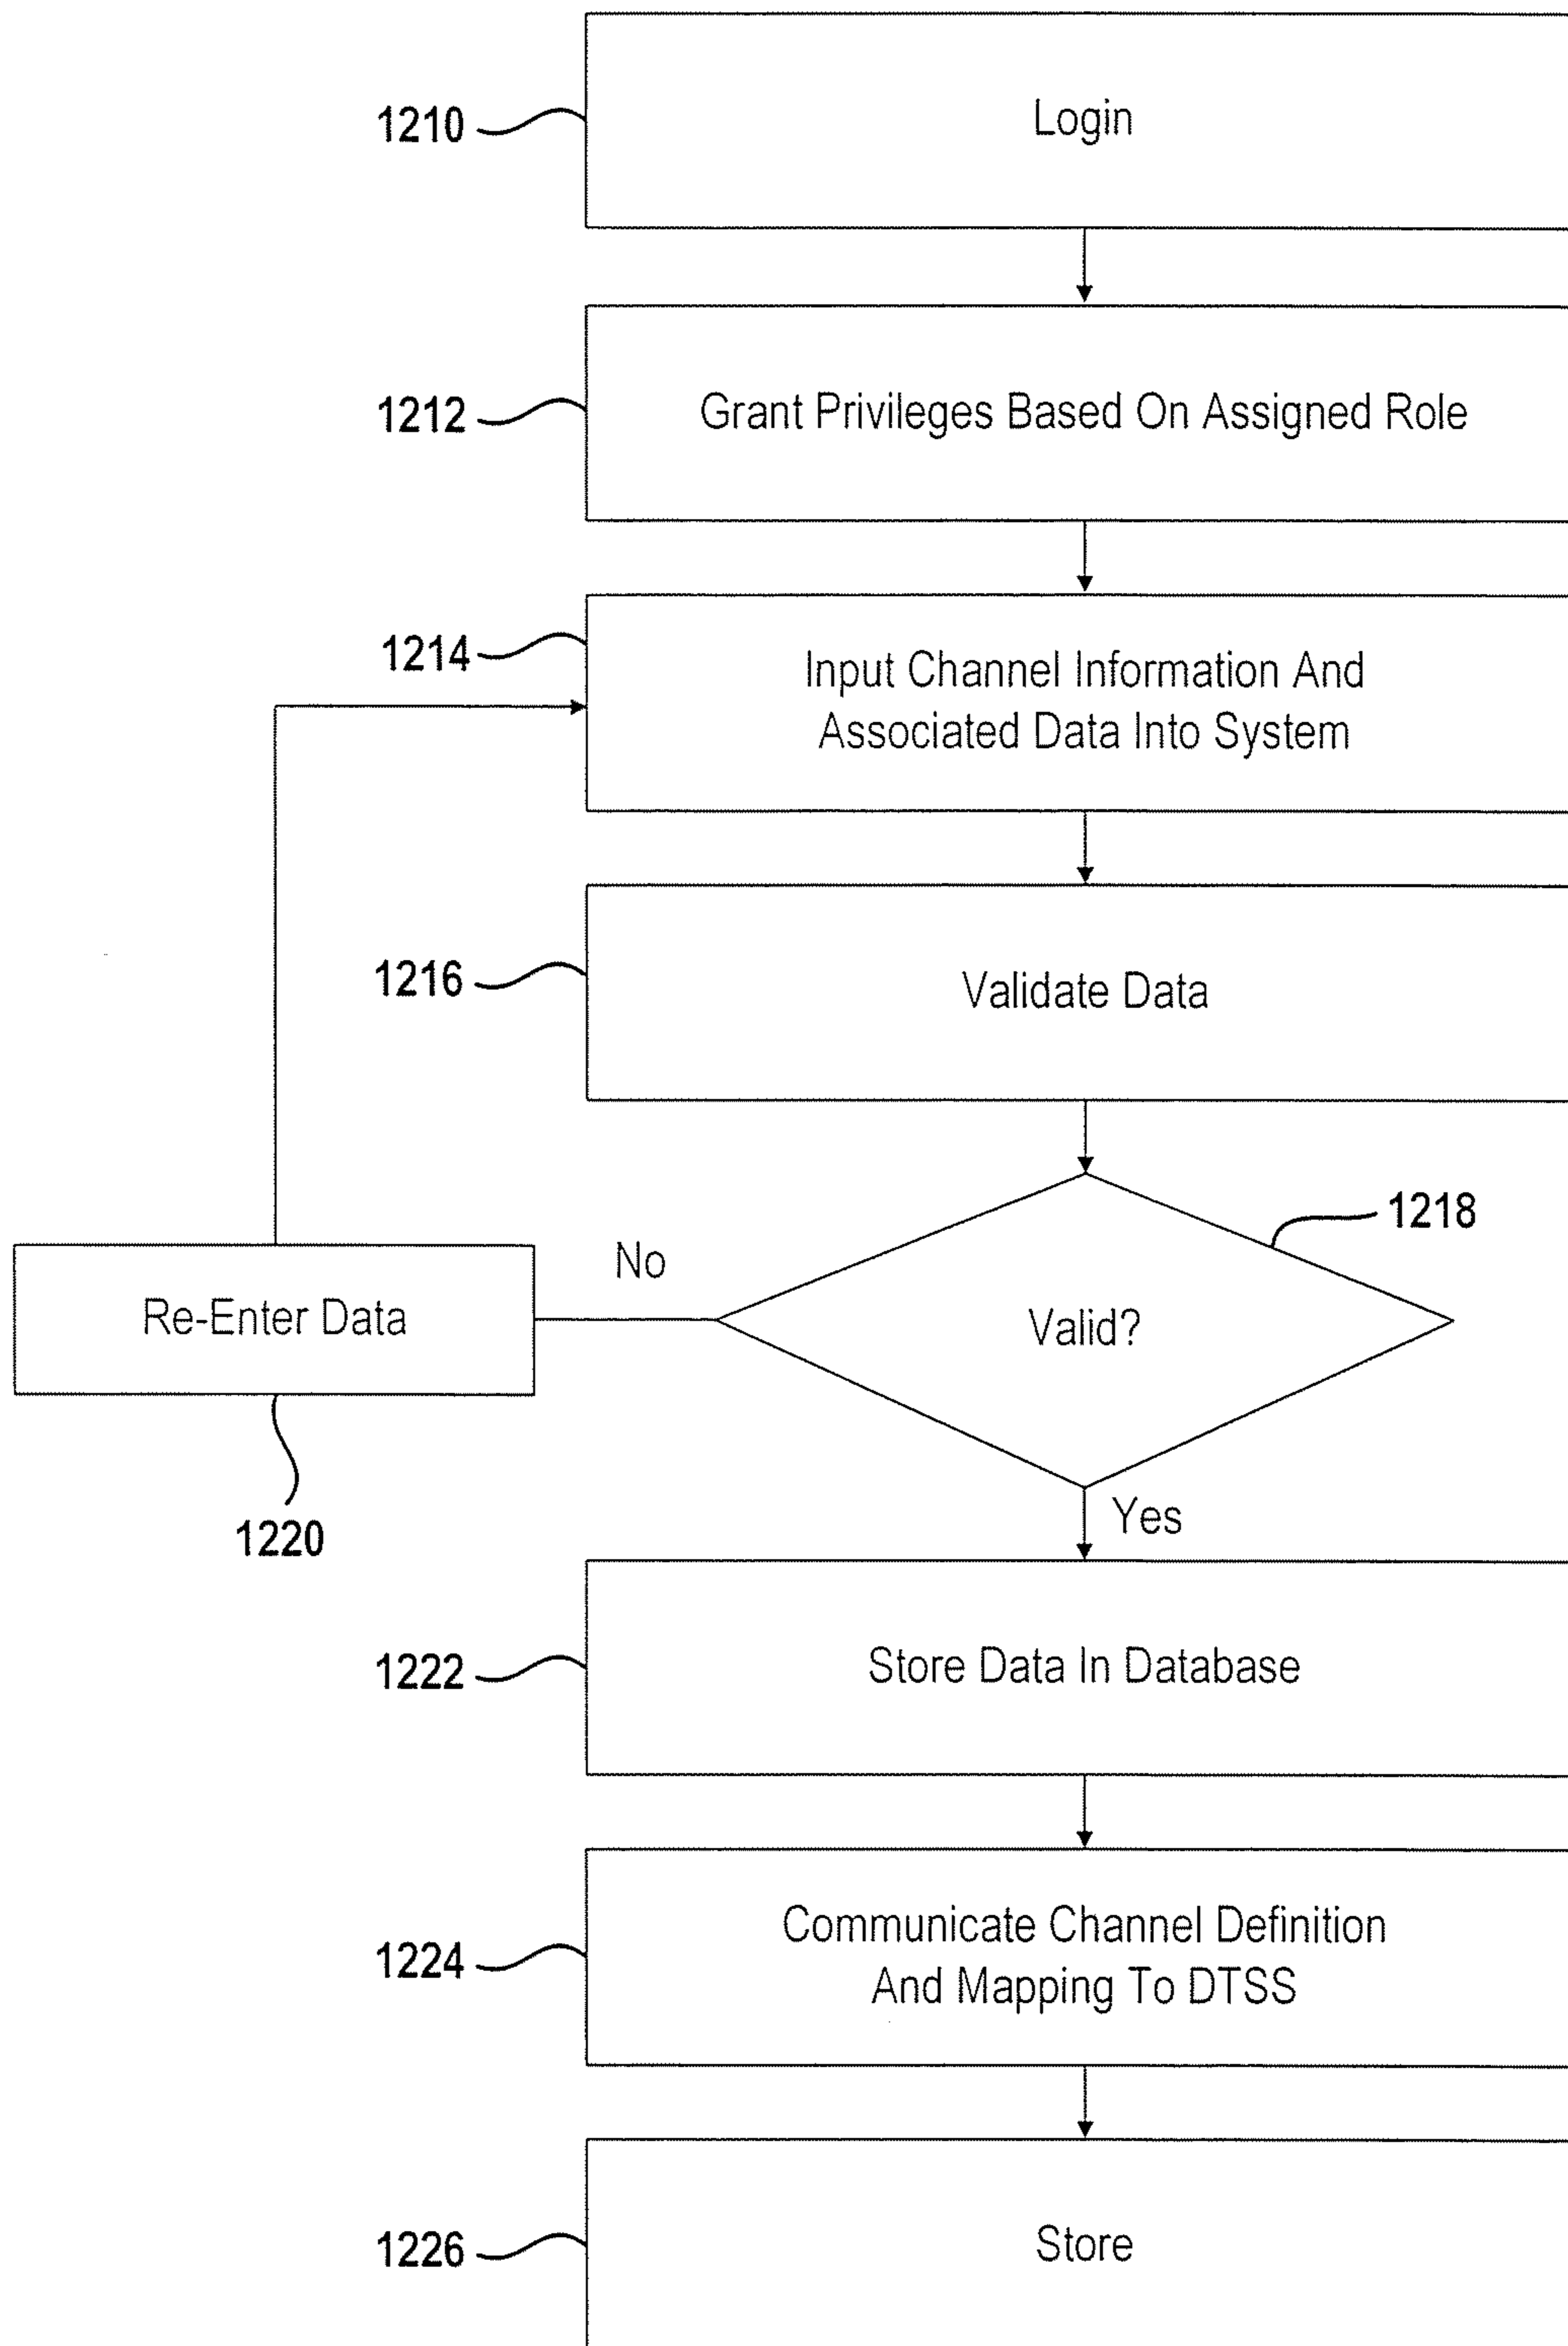 1210
Login
1212
Grant Privileges Based On Assigned Role
1214
Input Channel Information And
Associated Data Into System
1216
Validate Data
1218
No
Re-Enter Data
Valid?
Yes
1220
1222
Store Data In Database
1224
Communicate Channel Definition
And Mapping To DTSS
1226
Store